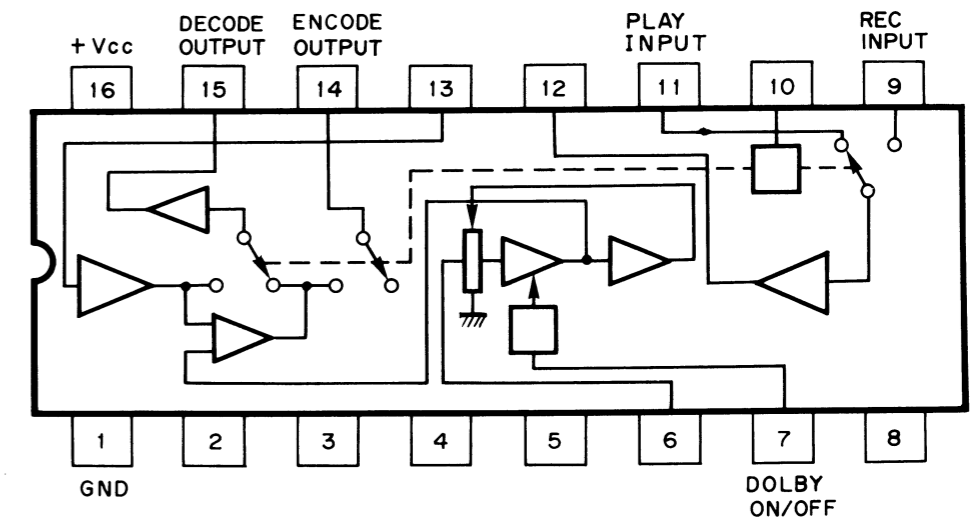 DECODE OUTPUT
ENCODE OUTPUT
PLAY INPUT
REC INPUT
+Vcc
16 15 14 13 12 11 10 9
1 2 3 4 5 6 7 8
GND
DOLBY ON/OFF